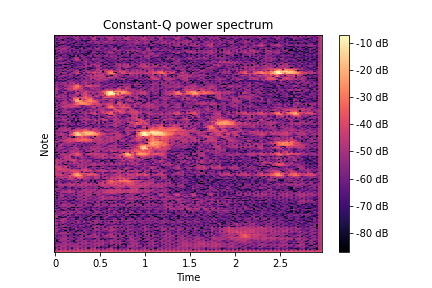 Constant-Q power spectrum
Note
-10 dB
-20 dB
-30 dB
-40 dB
-50 dB
-60 dB
-70 dB
-80 dB
0
0.5
1
1.5
2
2.5
Time